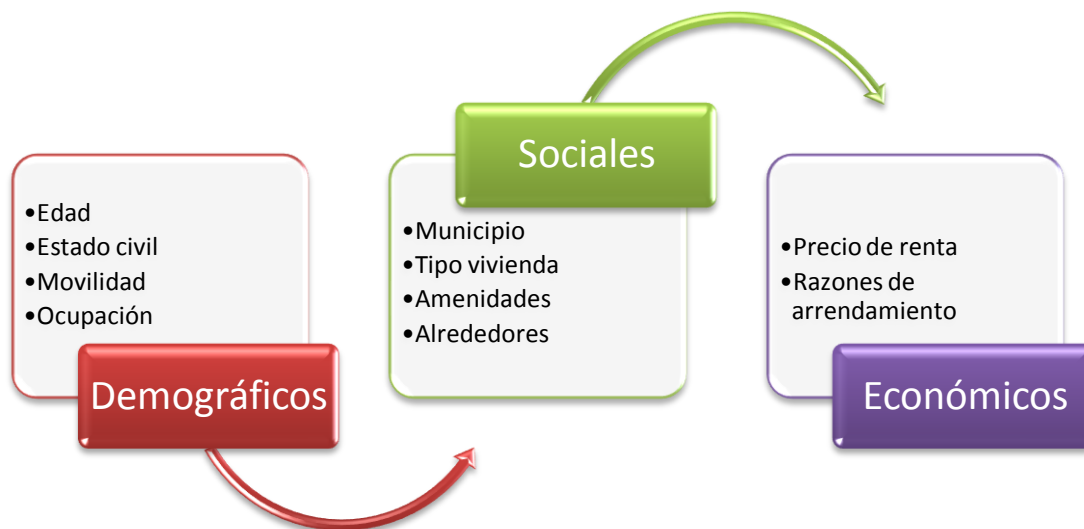 •Edad
•Estado civil
•Movilidad
•Ocupación
Demográficos
Sociales
•Municipio
•Tipo vivienda
•Amenidades
•Alrededores
•Precio de renta
•Razones de
arrendamiento
Económicos